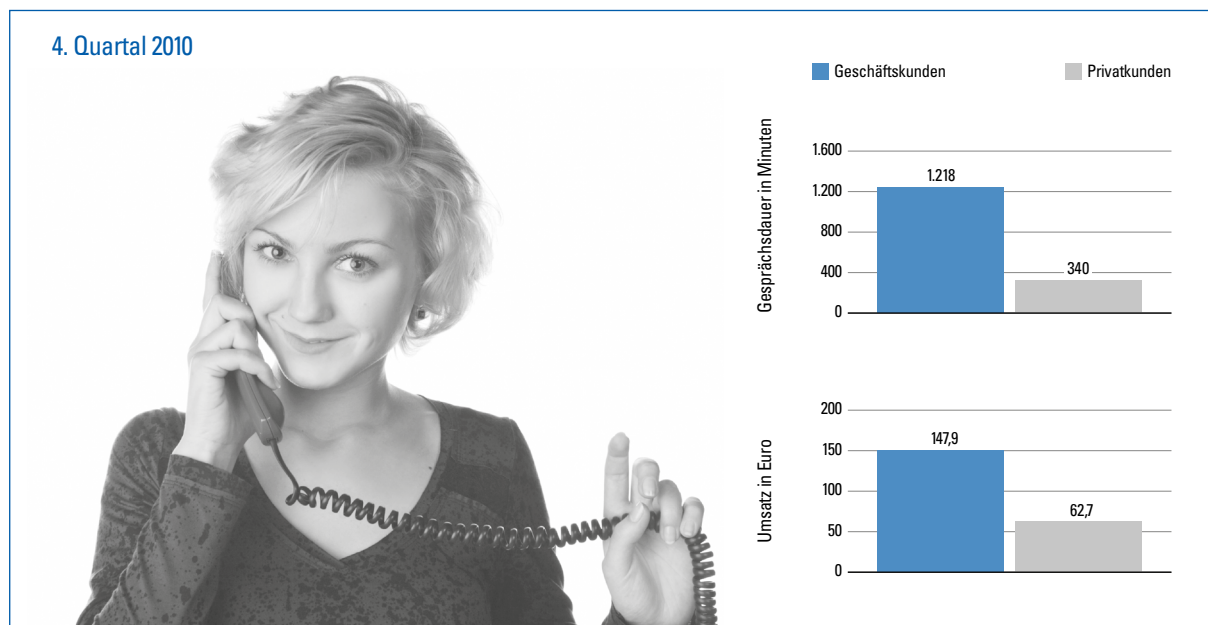 4. Quartal 2010
Geschäftskunden
Privatkunden
Gesprächsdauer in Minuten
1.600
1.200
800
400
0
1.218
340
Umsatz in Euro
200
150
100
50
0
147,9
62,7